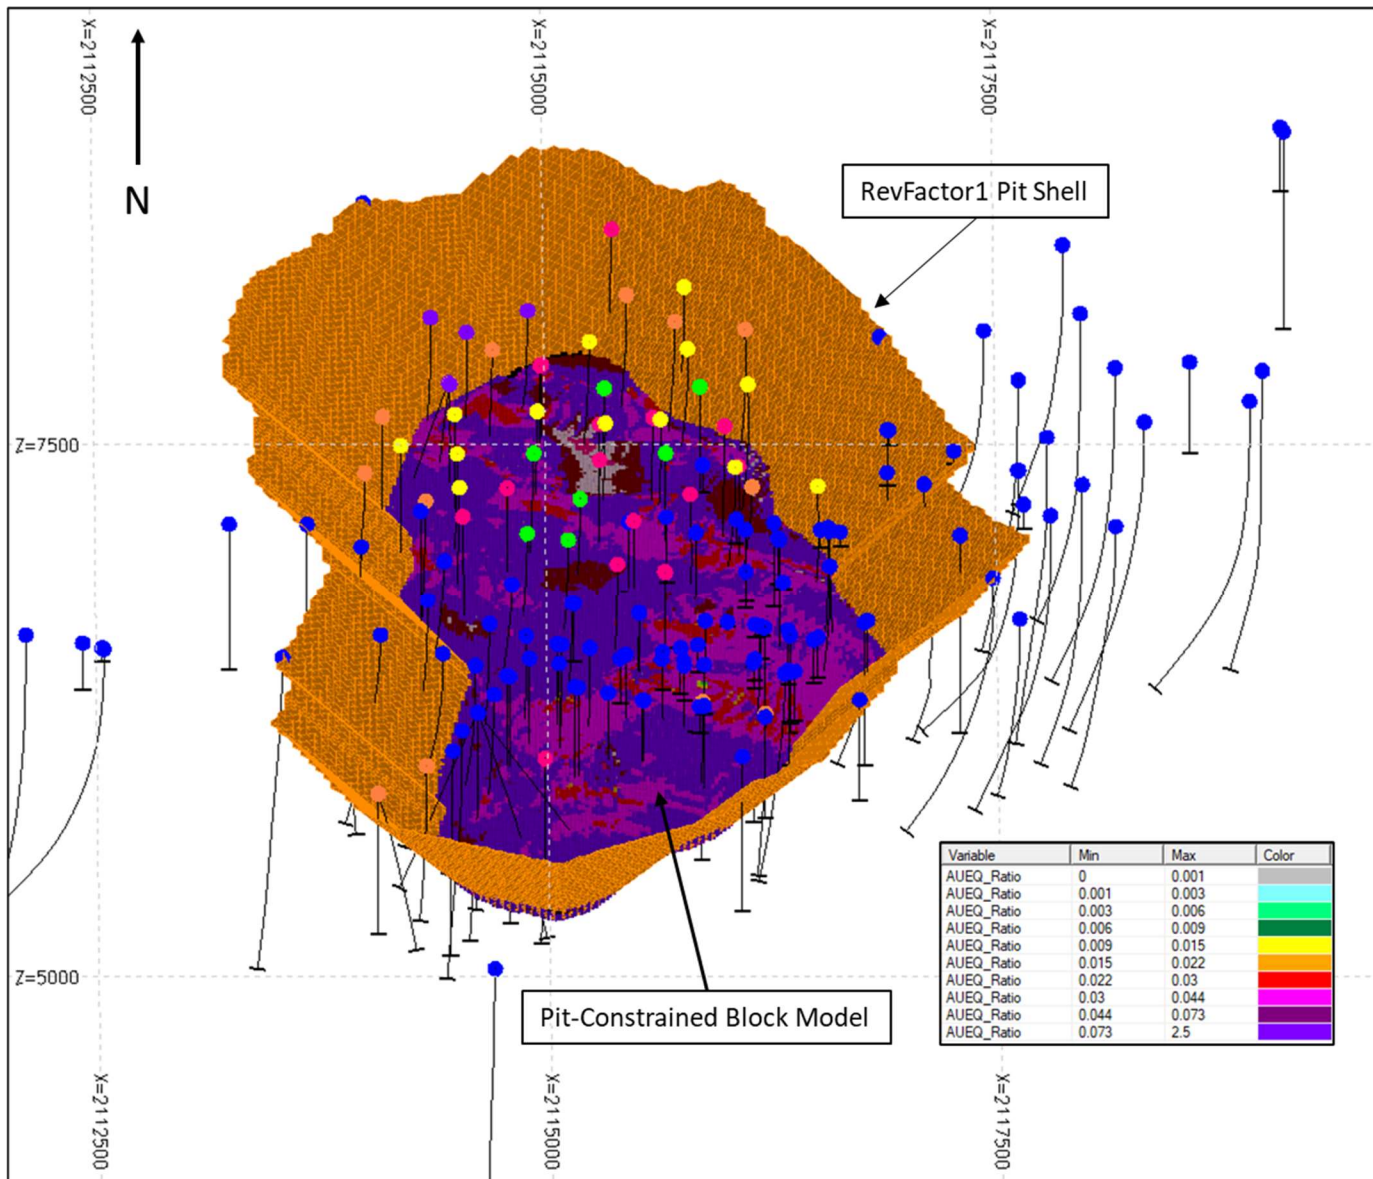 X=2112500
X=2115000
X=2117500
N
RevFactor1 Pit Shell
Z=7500
Z=5000
Pit-Constrained Block Model
Variable Min Max Color
AUEQ_Ratio 0 0.001
AUEQ_Ratio 0.001 0.003
AUEQ_Ratio 0.003 0.006
AUEQ_Ratio 0.006 0.009
AUEQ_Ratio 0.009 0.015
AUEQ_Ratio 0.015 0.022
AUEQ_Ratio 0.022 0.03
AUEQ_Ratio 0.03 0.044
AUEQ_Ratio 0.044 0.073
AUEQ_Ratio 0.073 2.5
X=2112500
X=2115000
X=2117500